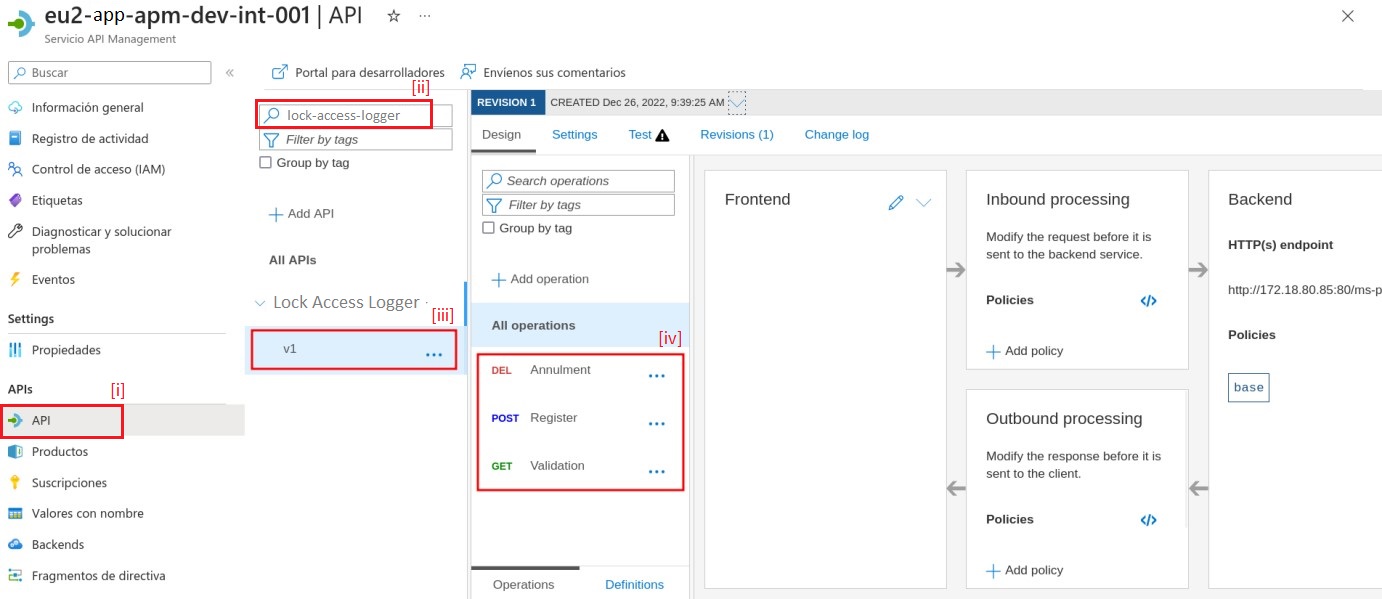 eu2-app-apm-dev-int-001 | API
Servicio API Management
Buscar
Información general
Registro de actividad
Control de acceso (IAM)
Etiquetas
Diagnosticar y solucionar
problemas
Eventos
Settings
Propiedades
APIs
[i]
API
Productos
Suscripciones
Valores con nombre
Backends
Fragmentos de directiva
Portal para desarrolladores
Envíenos sus comentarios
[ii]
lock-access-logger
Filter by tags
Group by tag
Add API
All APIs
Lock Access Logger
[iii]
v1
REVISION 1
CREATED Dec 26, 2022, 9:39:25 AM
Design
Settings
Test
Revisions (1)
Change log
Search operations
Filter by tags
Group by tag
Add operation
All operations
[iv]
DEL Annulment
POST Register
GET Validation
Operations
Definitions
Frontend
Inbound processing
Modify the request before it is
sent to the backend service.
Policies
</>
Add policy
Outbound processing
Modify the response before it is
sent to the client.
Policies
</>
Add policy
Backend
HTTP(s) endpoint
http://172.18.80.85:80/ms-p
Policies
base